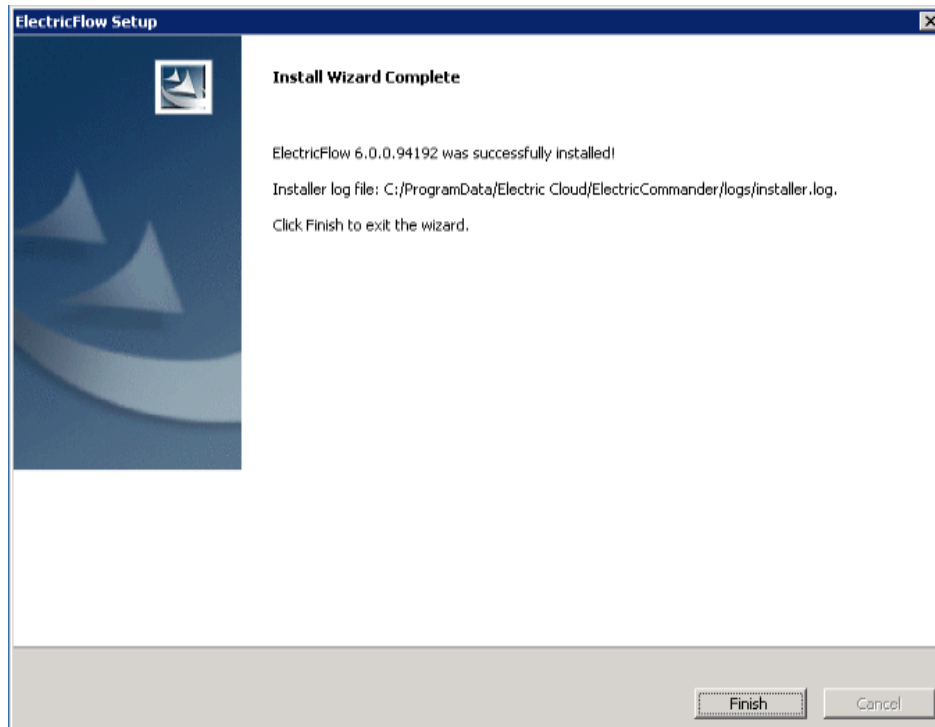 ElectricFlow Setup
Install Wizard Complete
ElectricFlow 6.0.0.94192 was successfully installed!
Installer log file: C:/ProgramData/Electric Cloud/ElectricCommander/logs/installer.log.
Click Finish to exit the wizard.
Finish
Cancel